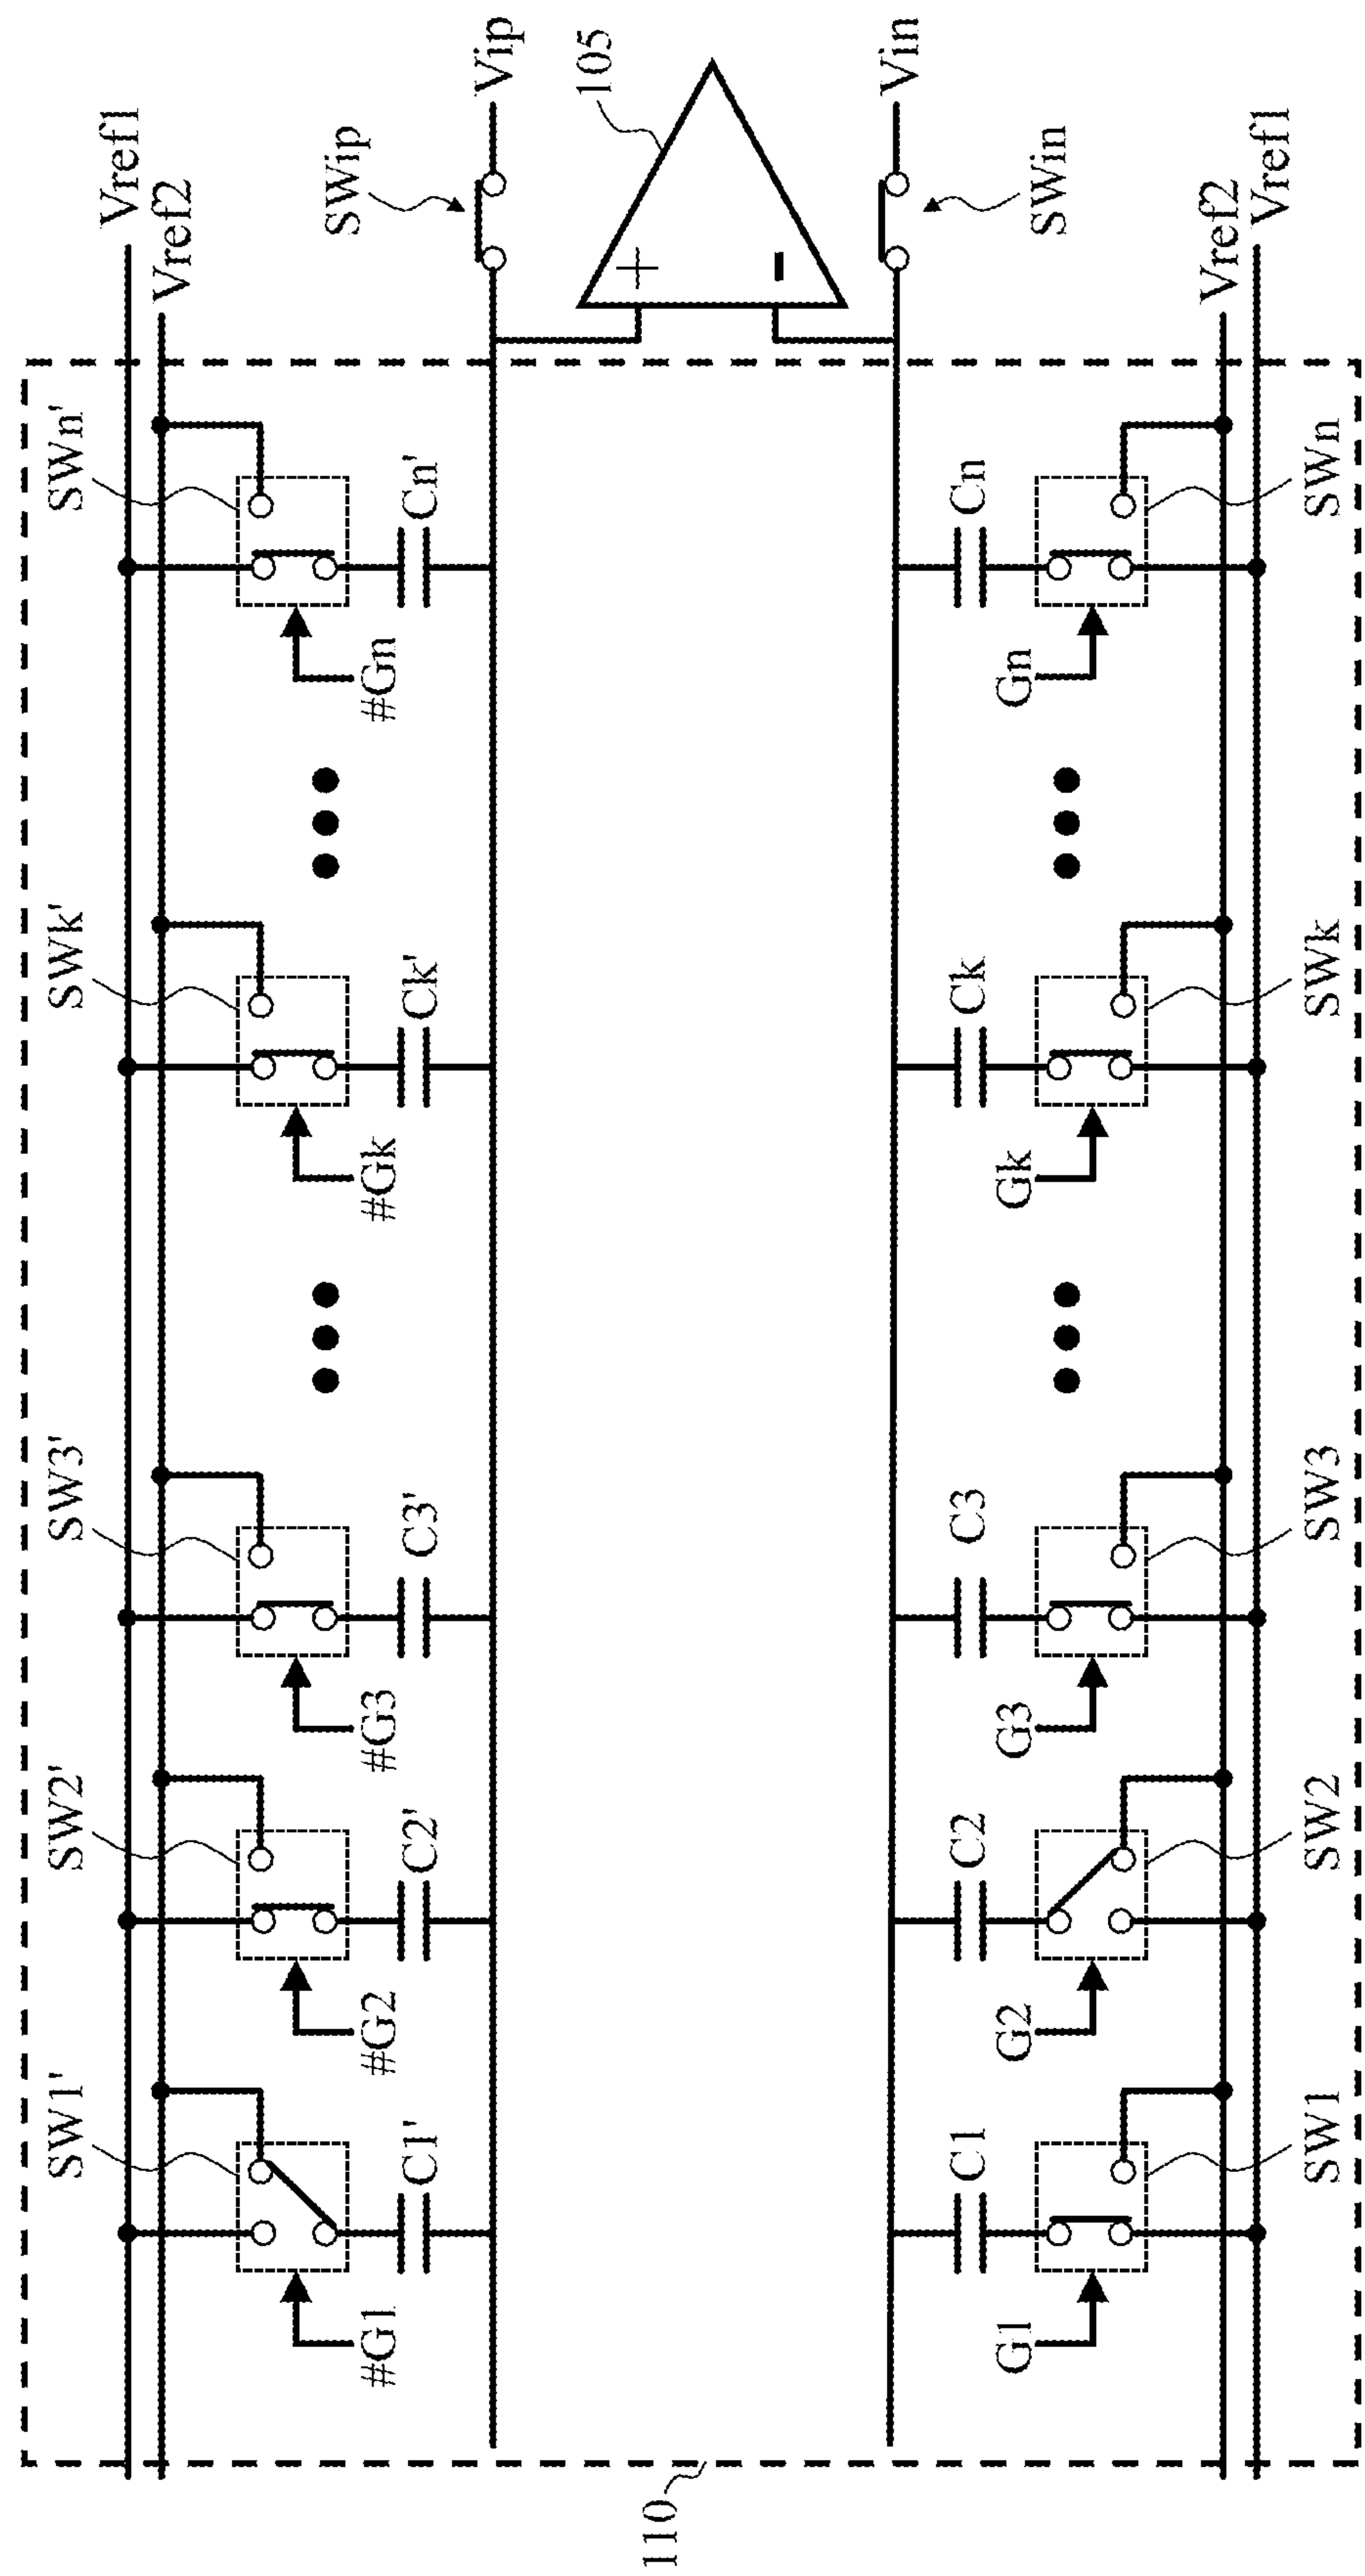 Vref1
Vref2
SWip
Vip
105
+
-
Vin
SWin
Vref2
Vref1
SW1'
SW2'
SW3'
SWk'
SWn'
#G1
#G2
#G3
#Gk
#Gn
C1'
C2'
C3'
Ck'
Cn'
C1
C2
C3
Ck
Cn
G1
G2
G3
Gk
Gn
SW1
SW2
SW3
SWk
SWn
110